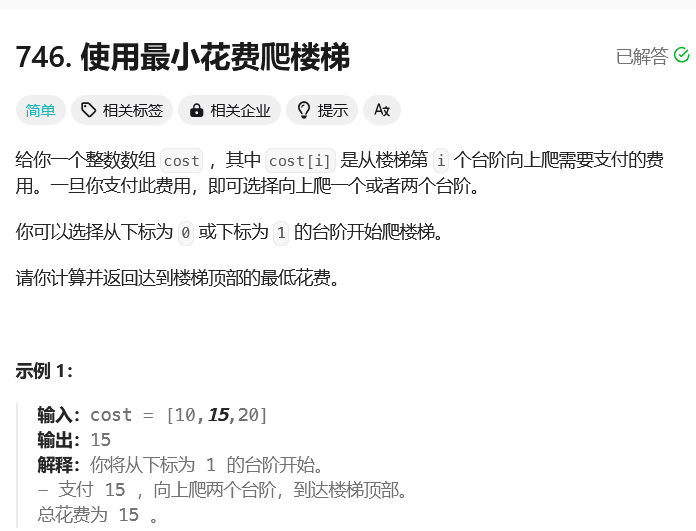 746. 使用最小花费爬楼梯
已解答
简单 相关标签 相关企业 提示 Az
给你一个整数数组 cost ，其中 cost[i] 是从楼梯第 i 个台阶向上爬需要支付的费
用。一旦你支付此费用，即可选择向上爬一个或者两个台阶。
你可以选择从下标为 0 或下标为 1 的台阶开始爬楼梯。
请你计算并返回达到楼梯顶部的最低花费。
示例 1：
输入：cost = [10,15,20]
输出：15
解释：你将从下标为 1 的台阶开始。
- 支付 15 ，向上爬两个台阶，到达楼梯顶部。
总花费为 15 。